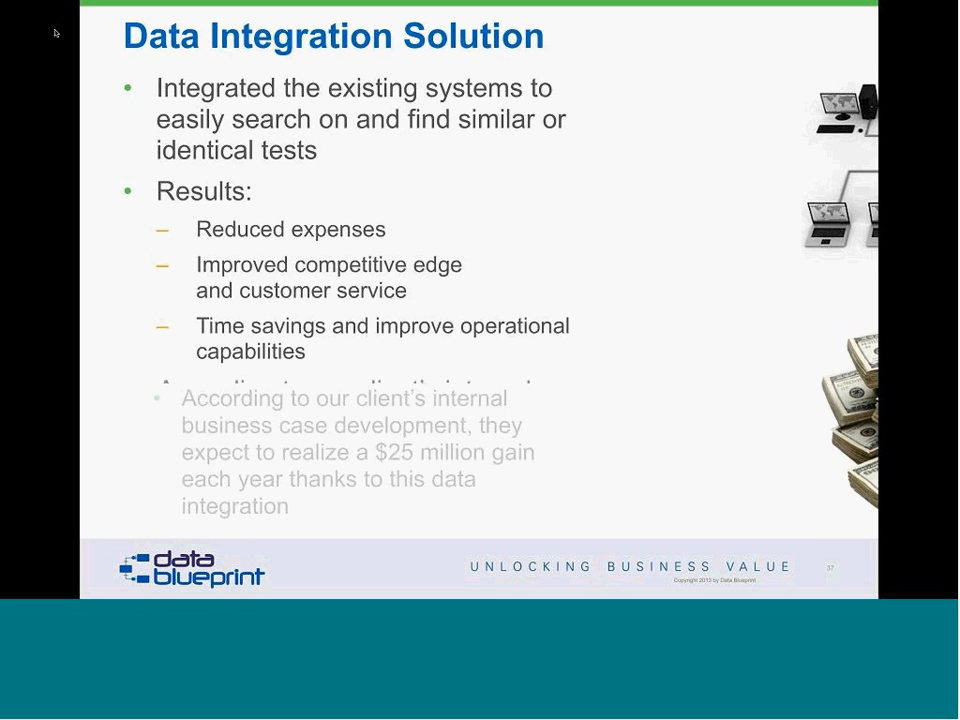 Data Integration Solution
• Integrated the existing systems to
easily search on and find similar or
identical tests
• Results:
– Reduced expenses
– Improved competitive edge
and customer service
– Time savings and improve operational
capabilities
• According to our client's internal
business case development, they
expect to realize a $25 million gain
each year thanks to this data
integration
data
blueprint
UNLOCKING BUSINESS VALUE
37
Copyright 2013 by Data Blueprint